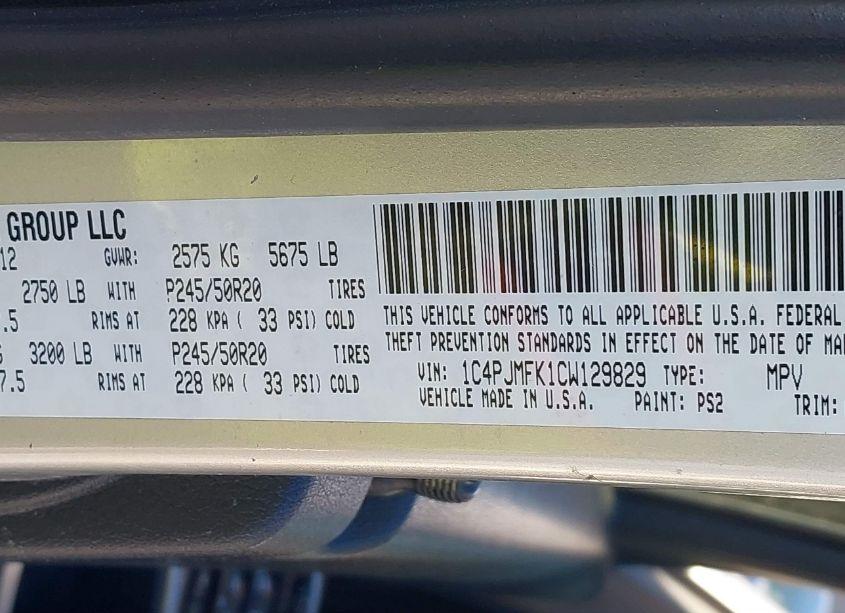 GROUP LLC
12 GVWR: 2575 KG 5675 LB
2750 LB WITH P245/50R20 TIRES
7.5 RIMS AT 228 KPA ( 33 PSI) COLD
G 3200 LB WITH P245/50R20 TIRES
7.5 RIMS AT 228 KPA ( 33 PSI) COLD
THIS VEHICLE CONFORMS TO ALL APPLICABLE U.S.A. FEDERAL
THEFT PREVENTION STANDARDS IN EFFECT ON THE DATE OF MA
VIN: 1C4PJMFK1CW129829 TYPE: MPV
VEHICLE MADE IN U.S.A. PAINT: PS2 TRIM: